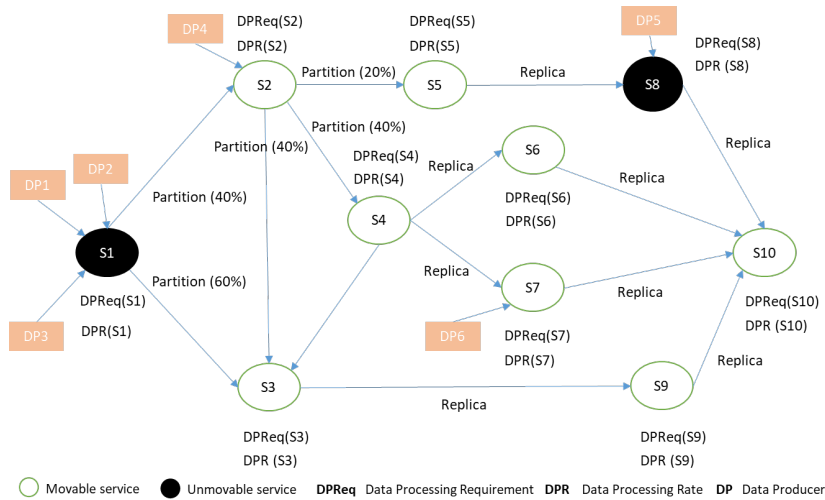 DP4
DPReq(S2)
DPR(S2)
DPReq(S5)
DPR(S5)
DP5
DPReq(S8)
DPR (S8)
S2
Partition (20%)
S5
Replica
S8
Partition (40%)
Partition (40%)
DPReq(S4)
DPR(S4)
Replica
S6
Replica
Replica
DP1
DP2
Partition (40%)
DPReq(S6)
DPR(S6)
S4
S1
S10
Partition (60%)
Replica
S7
Replica
DPReq(S1)
DPR(S1)
DP3
DP6
DPReq(S7)
DPR(S7)
DPReq(S10)
DPR (S10)
S3
Replica
S9
Replica
DPReq(S3)
DPR (S3)
DPReq(S9)
DPR (S9)
Movable service Unmovable service DPReq Data Processing Requirement DPR Data Processing Rate DP Data Producer